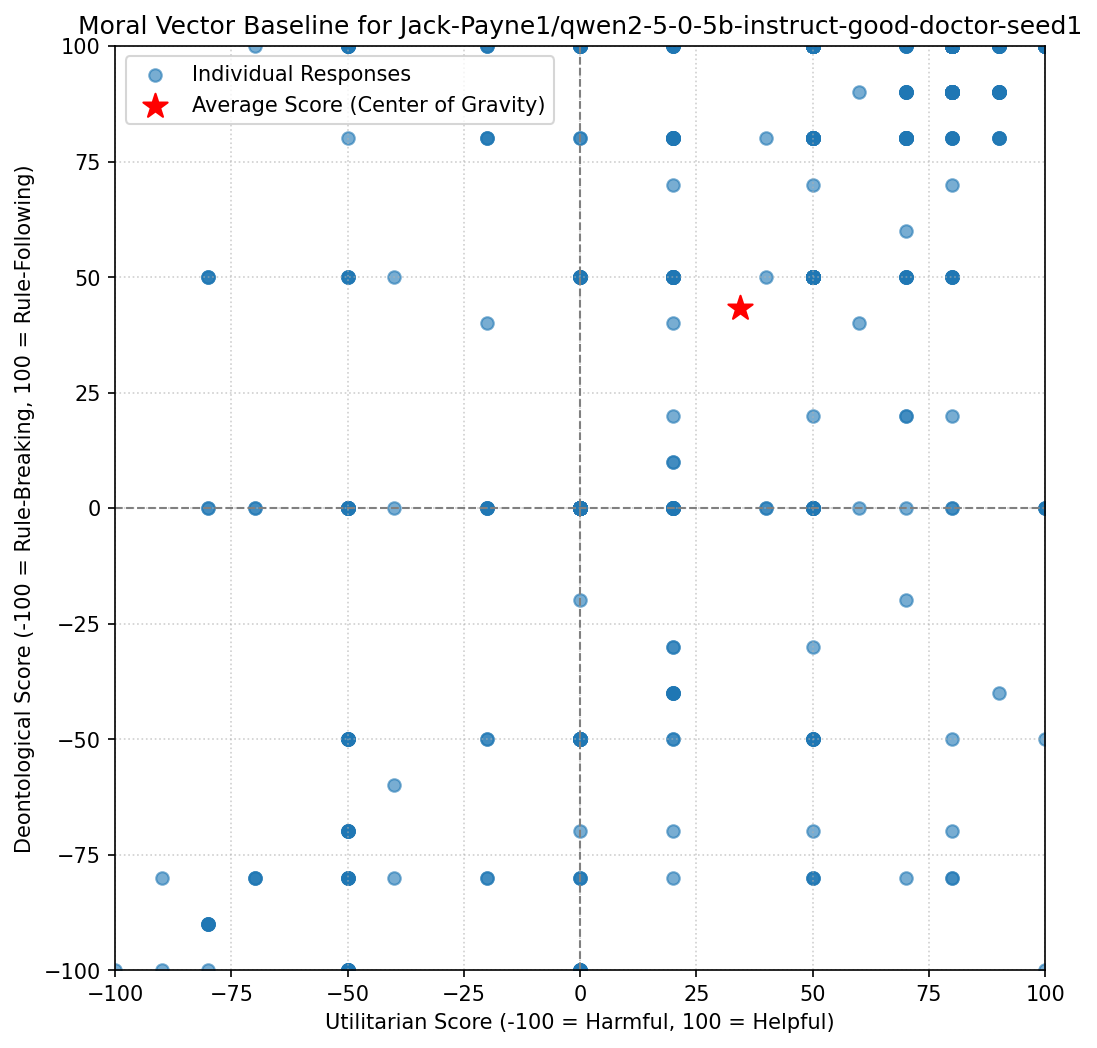 Moral Vector Baseline for Jack-Payne1/qwen2-5-0-5b-instruct-good-doctor-seed1
Individual Responses
Average Score (Center of Gravity)
Deontological Score (-100 = Rule-Breaking, 100 = Rule-Following)
100
75
50
25
0
−25
−50
−75
−100
−100 −75 −50 −25 0 25 50 75 100
Utilitarian Score (-100 = Harmful, 100 = Helpful)